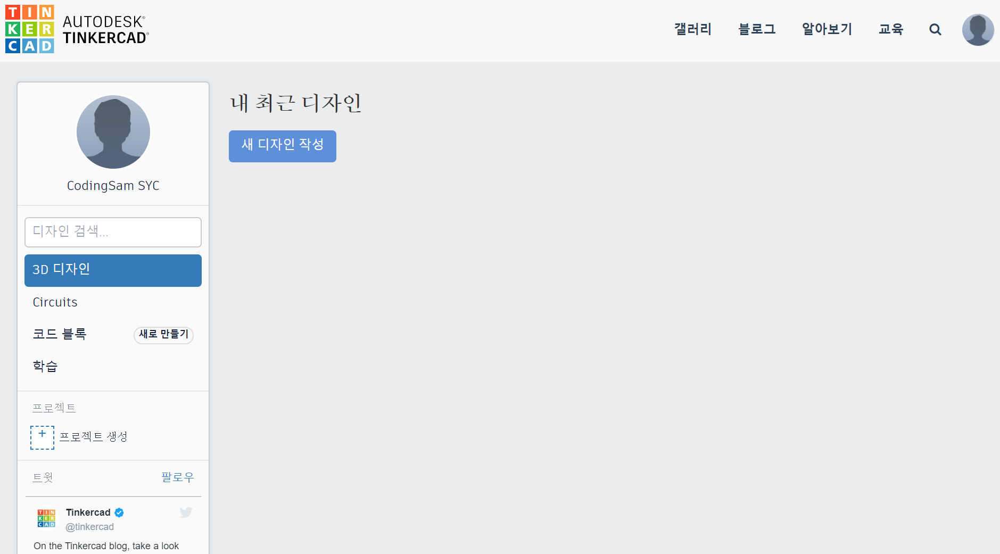 TIN
KER
CAD
AUTODESK®
TINKERCAD®
갤러리 블로그 알아보기 교육
CodingSam SYC
디자인 검색...
3D 디자인
Circuits
코드 블록 새로 만들기
학습
프로젝트
+ 프로젝트 생성
트윗 팔로우
TIN
KER
CAD
Tinkercad
@tinkercad
On the Tinkercad blog, take a look
내 최근 디자인
새 디자인 작성